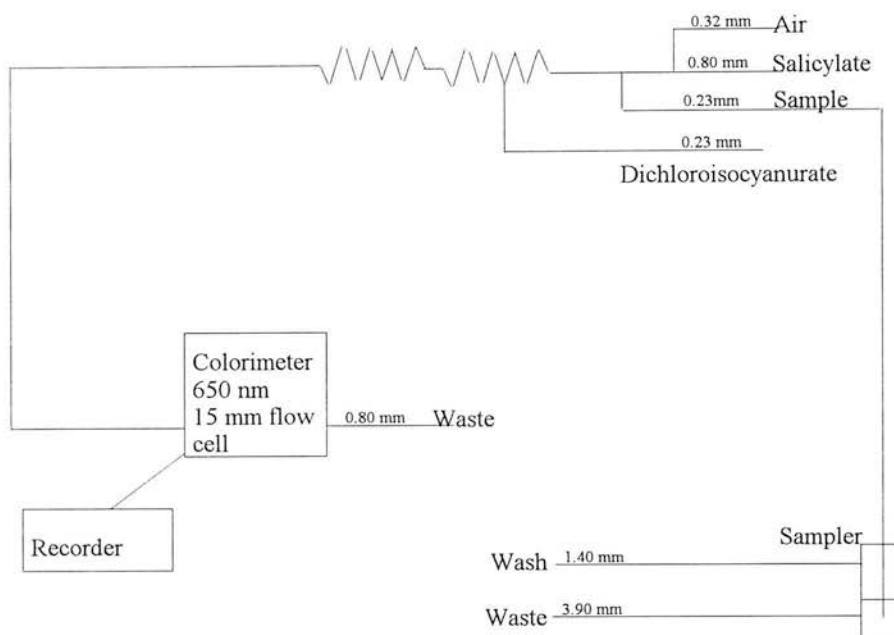 0.32 mm Air
0.80 mm Salicylate
0.23mm Sample
0.23 mm
Dichloroisocyanurate
Colorimeter
650 nm
15 mm flow
cell
0.80 mm Waste
Recorder
Sampler
Wash 1.40 mm
Waste 3.90 mm